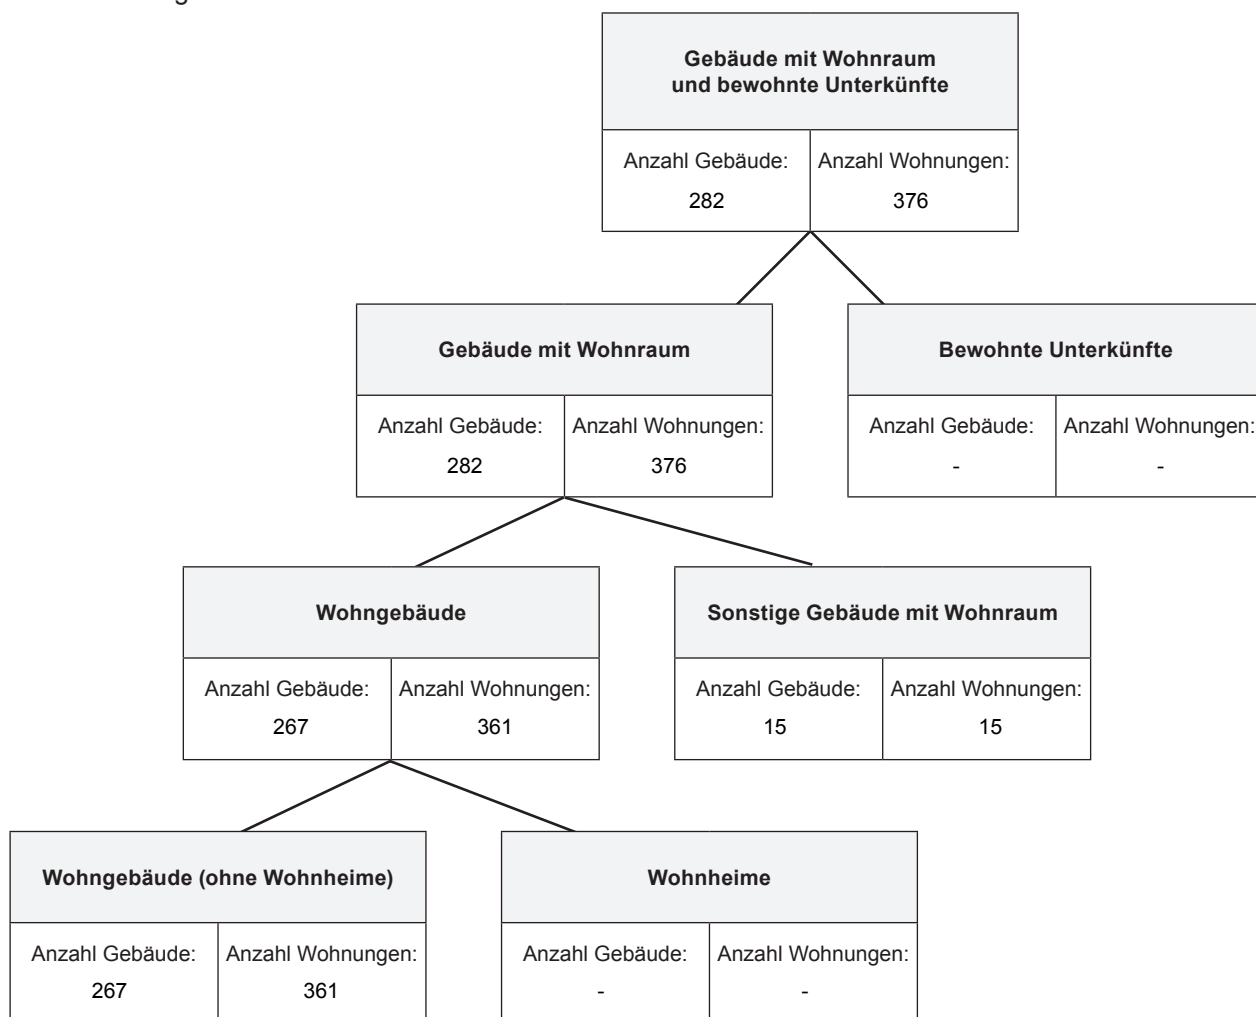 Gebäude mit Wohnraum
und bewohnte Unterkünfte
Anzahl Gebäude: Anzahl Wohnungen:
282 376
Gebäude mit Wohnraum
Anzahl Gebäude: Anzahl Wohnungen:
282 376
Bewohnte Unterkünfte
Anzahl Gebäude: Anzahl Wohnungen:
- -
Wohngebäude
Anzahl Gebäude: Anzahl Wohnungen:
267 361
Sonstige Gebäude mit Wohnraum
Anzahl Gebäude: Anzahl Wohnungen:
15 15
Wohngebäude (ohne Wohnheime)
Anzahl Gebäude: Anzahl Wohnungen:
267 361
Wohnheime
Anzahl Gebäude: Anzahl Wohnungen:
- -